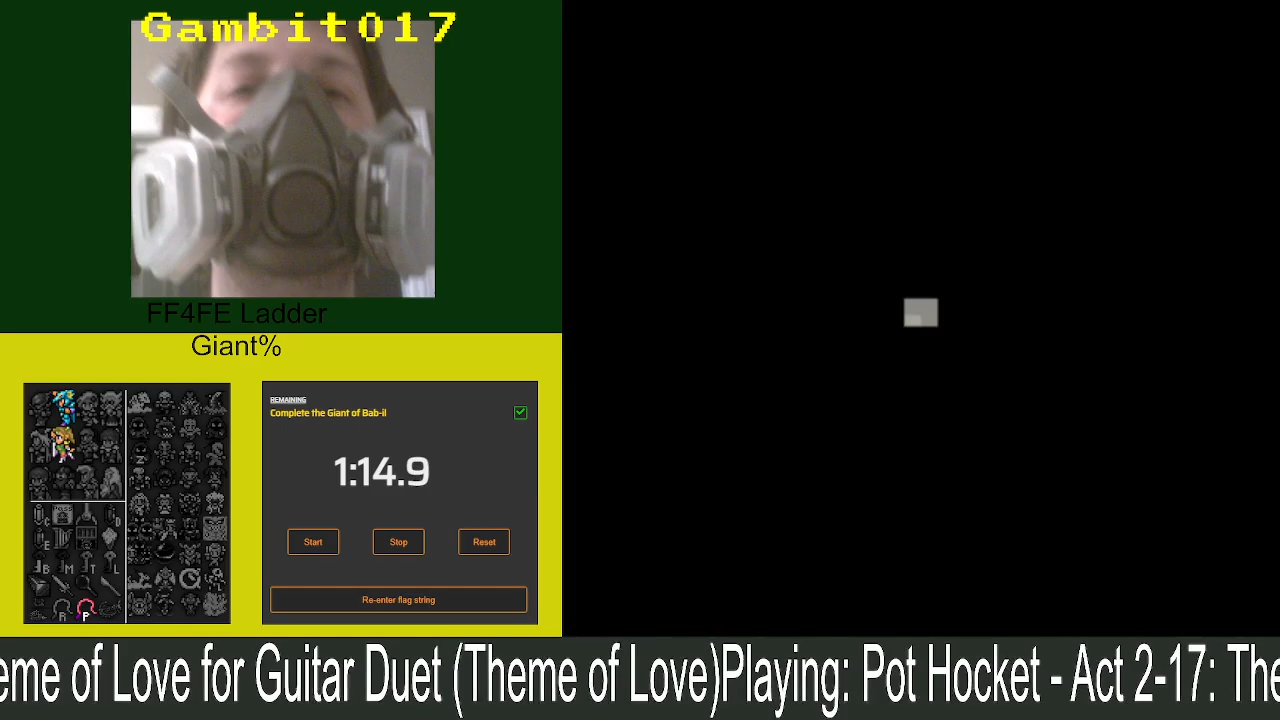 Gambit017
FF4FE Ladder
Giant%
REMAINING
Complete the Giant of Bab-il
1:14.9
Start
Stop
Reset
Re-enter flag string
C
PASS
D
E
B
M
T
L
R
P
eme of Love for Guitar Duet (Theme of Love)Playing: Pot Hocket - Act 2-17: The